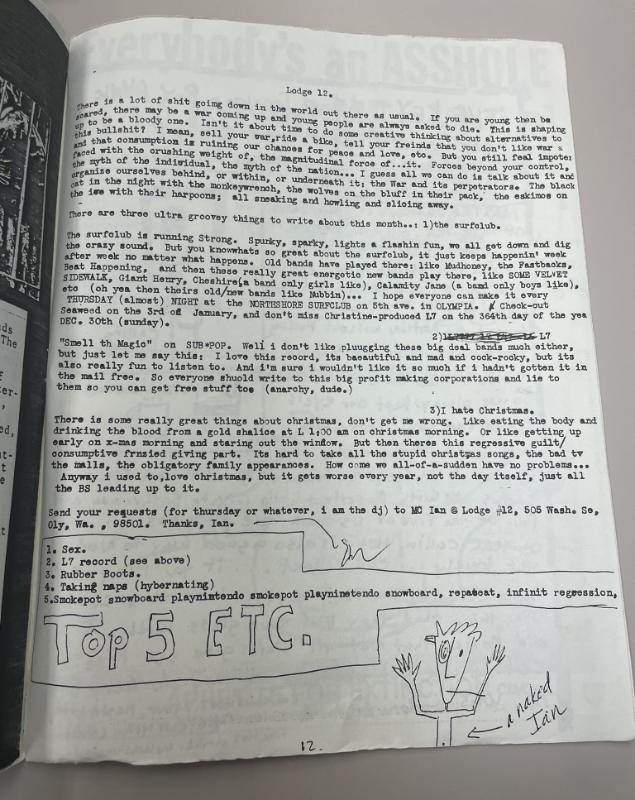 everybody's an ASSHOLE
Lodge 12.
There is a lot of shit goimg down in the world out there as usual. If you are young then be
scared, there may be a war coming up and young people are always asked to die. This is shaping
up to be a bloody one. Isn't it about time to do some creative thinking about alternatives to
this bullshit? I mean, sell your war,ride a bike, tell your freinds that you don't like war
and that consumption is ruining our chances for peace and love, etc. But you still feal impote
faced with the crushing weight of, the magnitudinal force of...it. Forces beyond your control,
the myth of the indiviidual, the myth of the nation... I guess all we can do is talk about it and
organise ourselves behind, or within, or underneath it; the War and its perpetrators. The black
cat in the night with the monkeywrench, the wolves on the bluff in their pack, the eskimos on
the ice with their harpoons; all sneaking and howling and slicing away.
There are three ultra groovey things to write about this month..: 1)the surfclub.
The surfclub is running Strong. Spunky, sparky, lights a flashin fun, we all get down and dig
the crazy sound. But you knowwhats so great about the surfclub, it just keeps happenin' week
after week no matter what happens. Old bands have played there: like Mudhoney, the Fastbacks,
Beat Happening, and then these really great energetic new bands play there, like SOME VELVET
SIDEWALK, Giant Henry, Cheshire(a band only girls like), Calamity Jane (a band only boys like),
etc (oh yea then theirs old/new bands like Nubbin)... I hope everyone can make it every
THURSDAY (almost) NIGHT at the NORTHSHORE SURFCLUB on 5th ave. in OLYMPIA. Check-out
Seaweed on the 3rd of January, and don't miss Christine-produced L7 on the 364th day of the yea
DEC. 30th (sunday).
2) L7
"Smell th Magic" on SUB*POP. Well i don't like pluugging these big deal bands much either,
but just let me say this: I love this record, its baeautiful and mad and cock-rocky, but its
also really fun to listen to. And i'm sure i wouldn't like it so much if i hadn't gotten it in
the mail free. So everyone shuold write to this big profit making corporations and lie to
them so you can get free stuff too (anarchy, dude.)
3)I hate Christmas.
There is some really great things about christmas, don't get me wrong. Like eating the body and
drinking the blood from a gold shalice at L 1;00 am on christmas morning. Or like getting up
early on x-mas morning and staring out the window. But then theres this regressive guilt/
consumptive frnzied giving part. Its hard to take all the stupid christmas songs, the bad tv
the malls, the obligatory family appearances. How come we all-of-a-sudden have no problems...
Anyway i used to,love christmas, but it gets worse every year, not the day itself, just all
the BS leading up to it.
Send your requests (for thursday or whatever, i am the dj) to MC Ian @ Lodge #12, 505 Wash. Se,
Oly, Wa. , 98501. Thanks, Ian.
1. Sex.
2. L7 record (see above)
3. Rubber Boots.
4. Taking naps (hybernating)
5.Smokepot snowboard playnintendo smokepot playninetendo snowboard, repateat, infinit regression,
Top 5 ETC.
a naked
Ian
12.